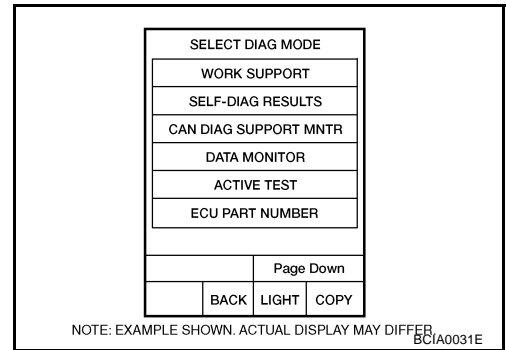 SELECT DIAG MODE
WORK SUPPORT
SELF-DIAG RESULTS
CAN DIAG SUPPORT MNTR
DATA MONITOR
ACTIVE TEST
ECU PART NUMBER
Page Down
BACK LIGHT COPY
NOTE: EXAMPLE SHOWN. ACTUAL DISPLAY MAY DIFFER.
BCIA0031E